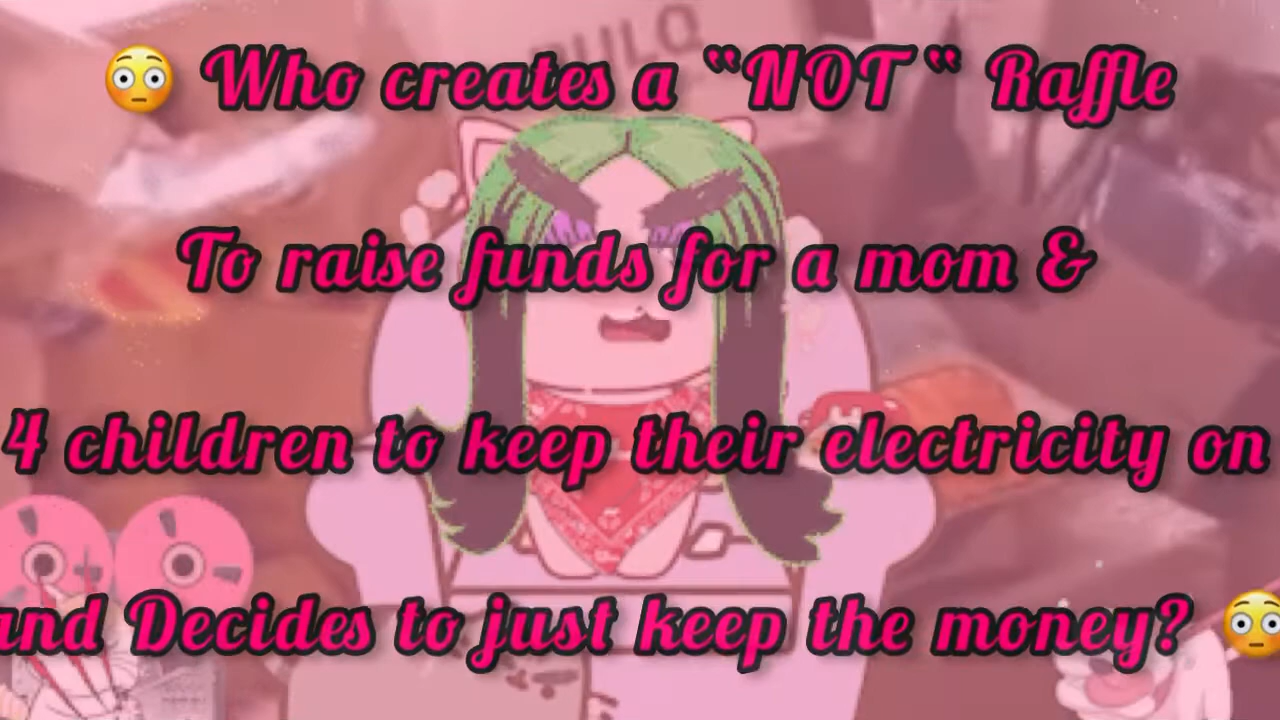 😳 Who creates a "NOT" Raffle
To raise funds for a mom &
4 children to keep their electricity on
and Decides to just keep the money? 😳